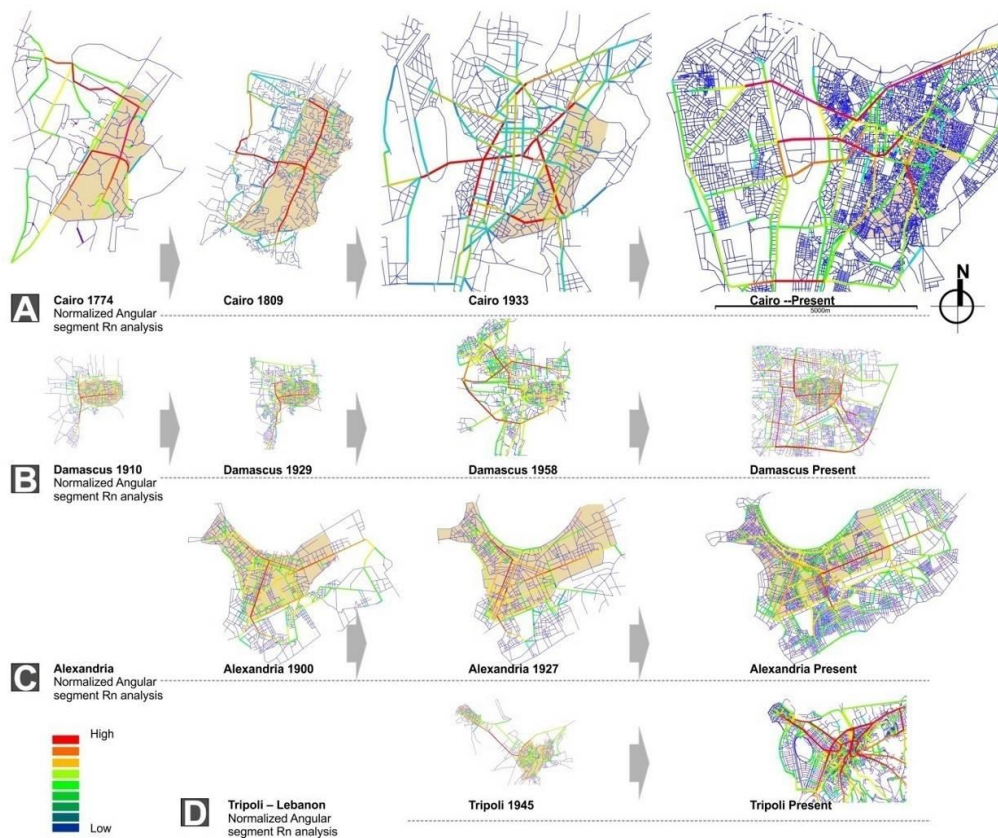 N
A
Cairo 1774
Normalized Angular
segment Rn analysis
Cairo 1809
Cairo 1933
Cairo --Present
5000m
B
Damascus 1910
Normalized Angular
segment Rn analysis
Damascus 1929
Damascus 1958
Damascus Present
C
Alexandria
Normalized Angular
segment Rn analysis
Alexandria 1900
Alexandria 1927
Alexandria Present
High
Low
D
Tripoli – Lebanon
Normalized Angular
segment Rn analysis
Tripoli 1945
Tripoli Present